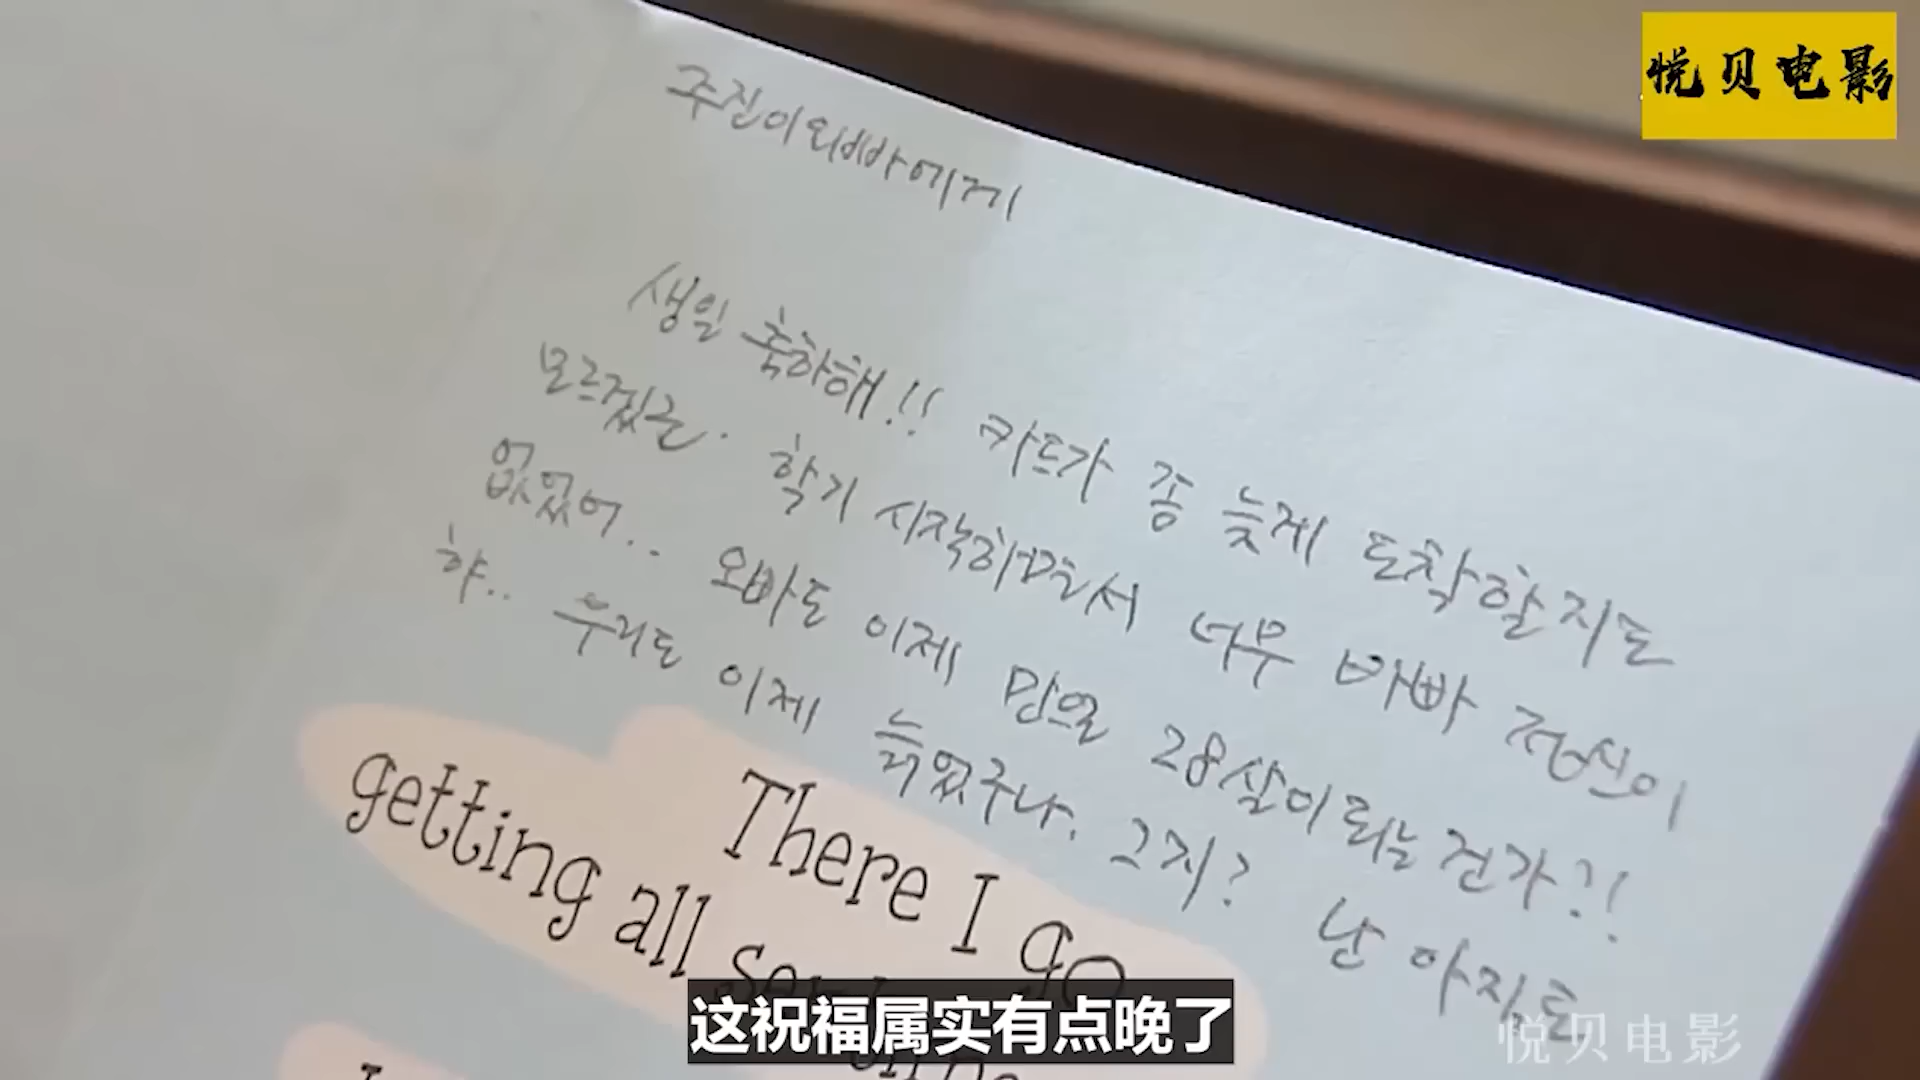 悦贝电影
주진이오빠에게
생일 축하해!! 카드가 좀 늦게 도착할지도
모르겠군. 학기 시작하면서 너무 바빠 정신이
없었어.. 오빠도 이제 만으로 28살이 되는 건가?!
햐.. 우리도 이제 늙었구나. 그지? 난 아직도
There I go
getting all
这祝福属实有点晚了
悦贝电影